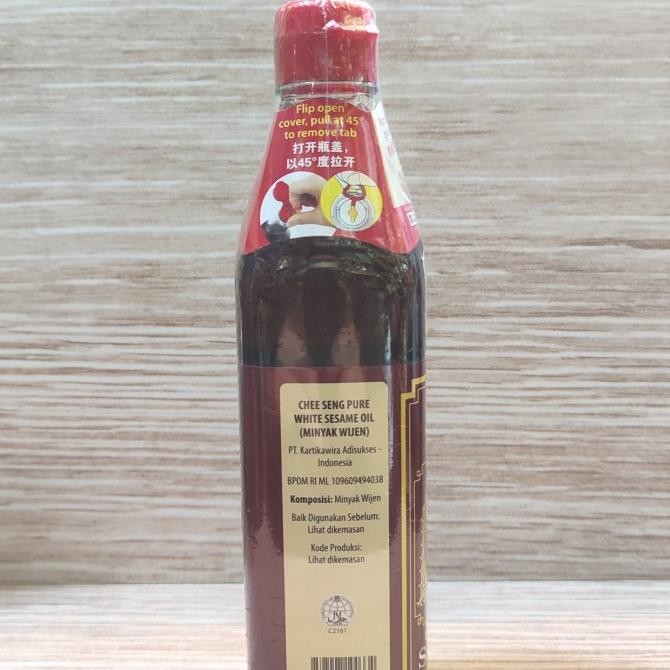 Flip open
cover, pull at 45°
to remove tab
打开瓶盖，
以45°度拉开
CHEE SENG PURE
WHITE SESAME OIL
(MINYAK WIJEN)
PT. Kartikawira Adisukses -
Indonesia
BPOM RI ML 109609494038
Komposisi: Minyak Wijen
Baik Digunakan Sebelum:
Lihat dikemasan
Kode Produksi:
Lihat dikemasan
C2161